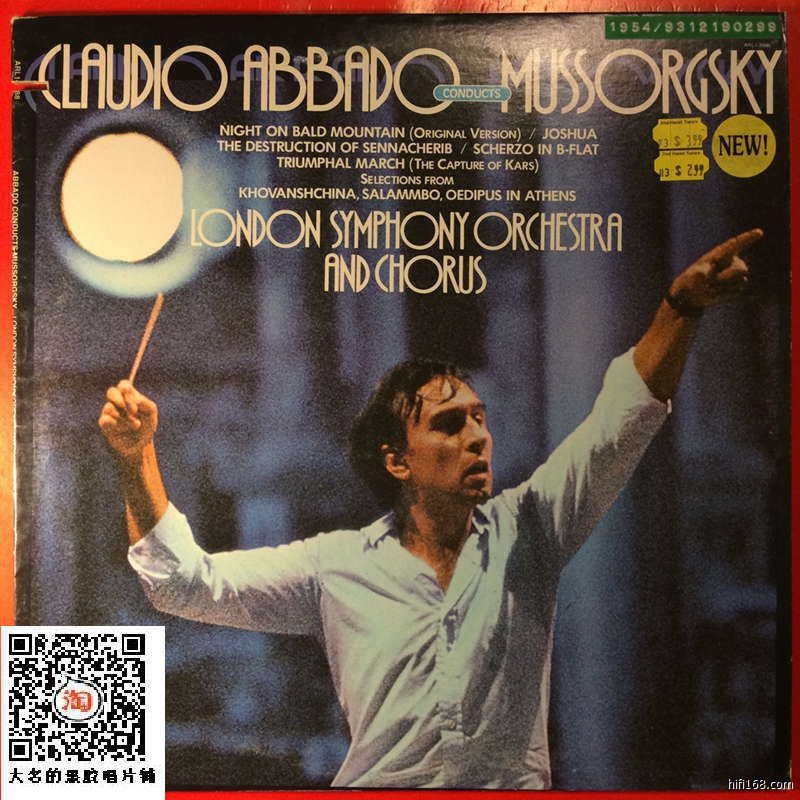 1954/9312190299
CLAUDIO ABBADO CONDUCTS MUSSORGSKY
NIGHT ON BALD MOUNTAIN (ORIGINAL VERSION) / JOSHUA
THE DESTRUCTION OF SENNACHERIB / SCHERZO IN B-FLAT
TRIUMPHAL MARCH (THE CAPTURE OF KARS)
SELECTIONS FROM
KHOVANSHCHINA, SALAMMBO, OEDIPUS IN ATHENS
LONDON SYMPHONY ORCHESTRA
AND CHORUS
$ 3.99
$ 2.99
NEW!
ABBADO CONDUCTS MUSSORGSKY
淘
大名的黑胶唱片铺
hifi168.com